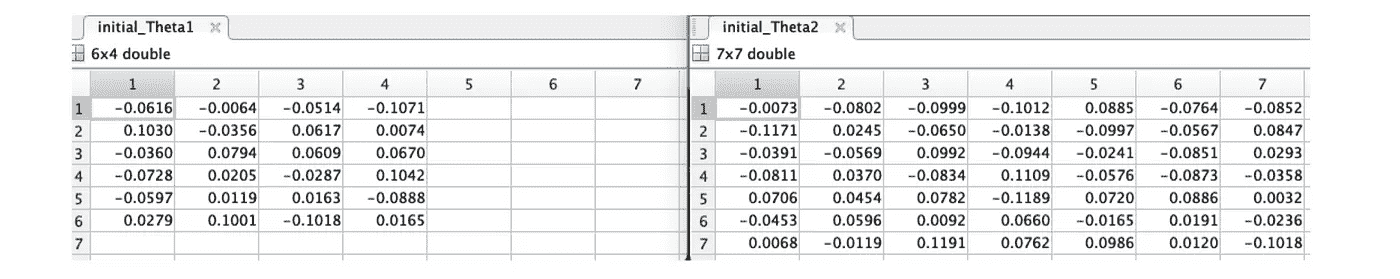 initial_Theta1 ×
6x4 double
1 2 3 4 5 6 7
1 -0.0616 -0.0064 -0.0514 -0.1071
2 0.1030 -0.0356 0.0617 0.0074
3 -0.0360 0.0794 0.0609 0.0670
4 -0.0728 0.0205 -0.0287 0.1042
5 -0.0597 0.0119 0.0163 -0.0888
6 0.0279 0.1001 -0.1018 0.0165
7
initial_Theta2 ×
7x7 double
1 2 3 4 5 6 7
1 -0.0073 -0.0802 -0.0999 -0.1012 0.0885 -0.0764 -0.0852
2 -0.1171 0.0245 -0.0650 -0.0138 -0.0997 -0.0567 0.0847
3 -0.0391 -0.0569 0.0992 -0.0944 -0.0241 -0.0851 0.0293
4 -0.0811 0.0370 -0.0834 0.1109 -0.0576 -0.0873 -0.0358
5 0.0706 0.0454 0.0782 -0.1189 0.0720 0.0886 0.0032
6 -0.0453 0.0596 0.0092 0.0660 -0.0165 0.0191 -0.0236
7 0.0068 -0.0119 0.1191 0.0762 0.0986 0.0120 -0.1018